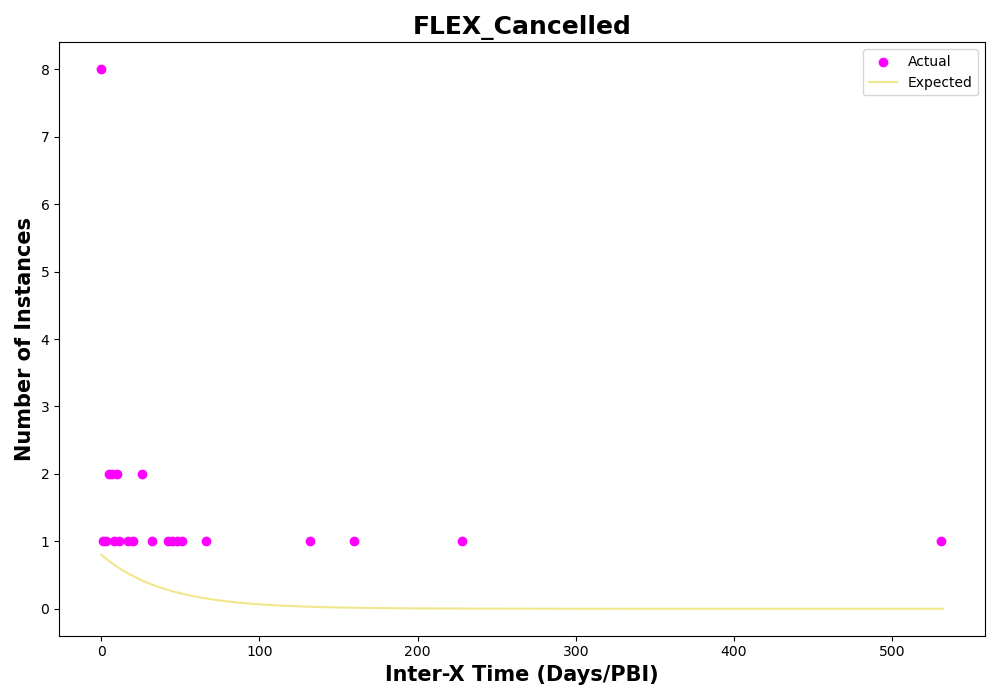 FLEX_Cancelled
Actual
Expected
8
7
6
5
4
3
2
1
0
Number of Instances
0 100 200 300 400 500
Inter-X Time (Days/PBI)